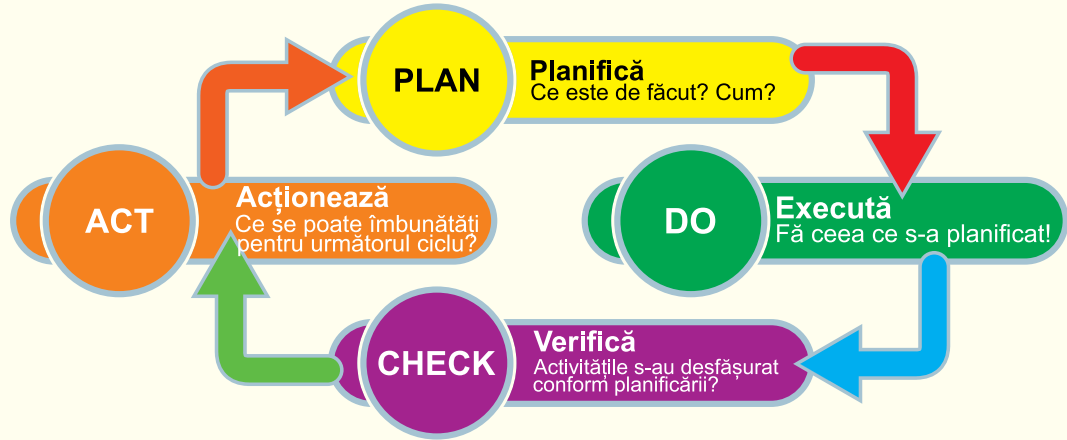 PLAN
Planifică
Ce este de făcut? Cum?
DO
Execută
Fă ceea ce s-a planificat!
CHECK
Verifică
Activitățile s-au desfășurat
conform planificării?
ACT
Acționează
Ce se poate îmbunătăți
pentru următorul ciclu?